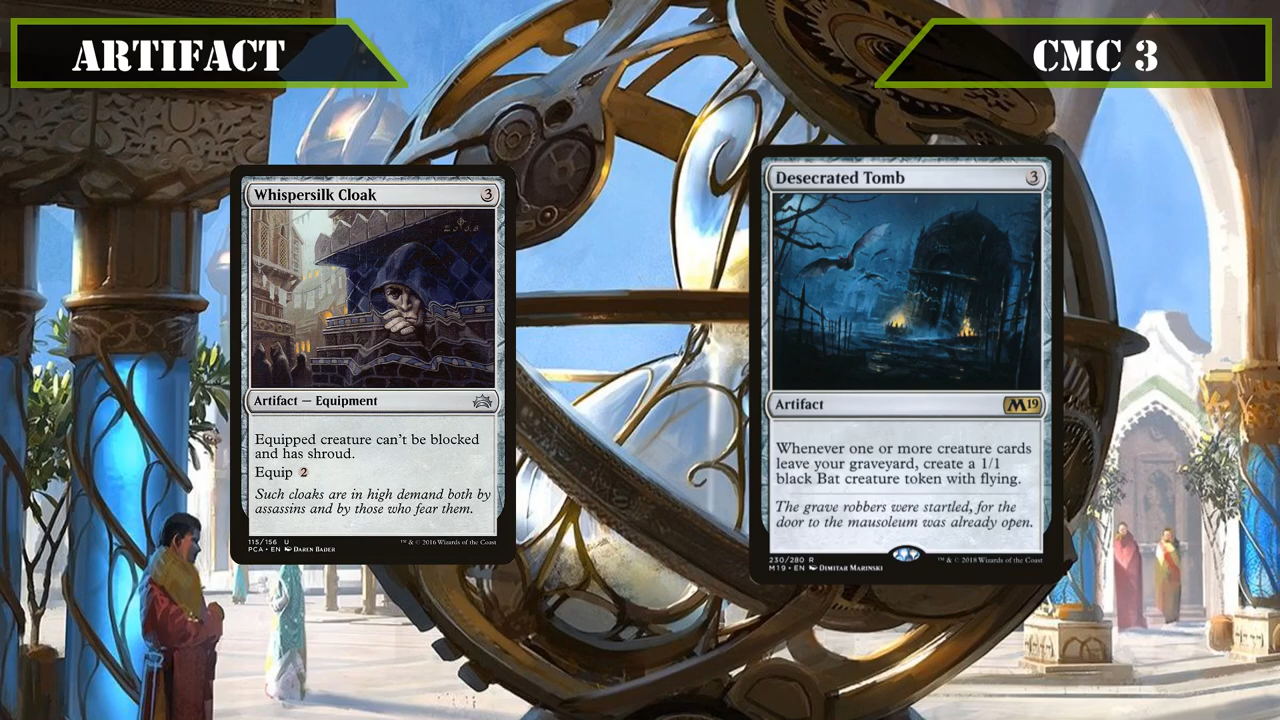 ARTIFACT
CMC 3
Whispersilk Cloak 3
Artifact — Equipment
Equipped creature can't be blocked
and has shroud.
Equip 2
Such cloaks are in high demand both by
assassins and by those who fear them.
115/156 U
PCA • EN Daren Bader
™ & © 2016 Wizards of the Coast
Desecrated Tomb 3
Artifact
M19
Whenever one or more creature cards
leave your graveyard, create a 1/1
black Bat creature token with flying.
The grave robbers were startled, for the
door to the mausoleum was already open.
230/280 R
M19 • EN Dimitar Marinski
™ & © 2018 Wizards of the Coast